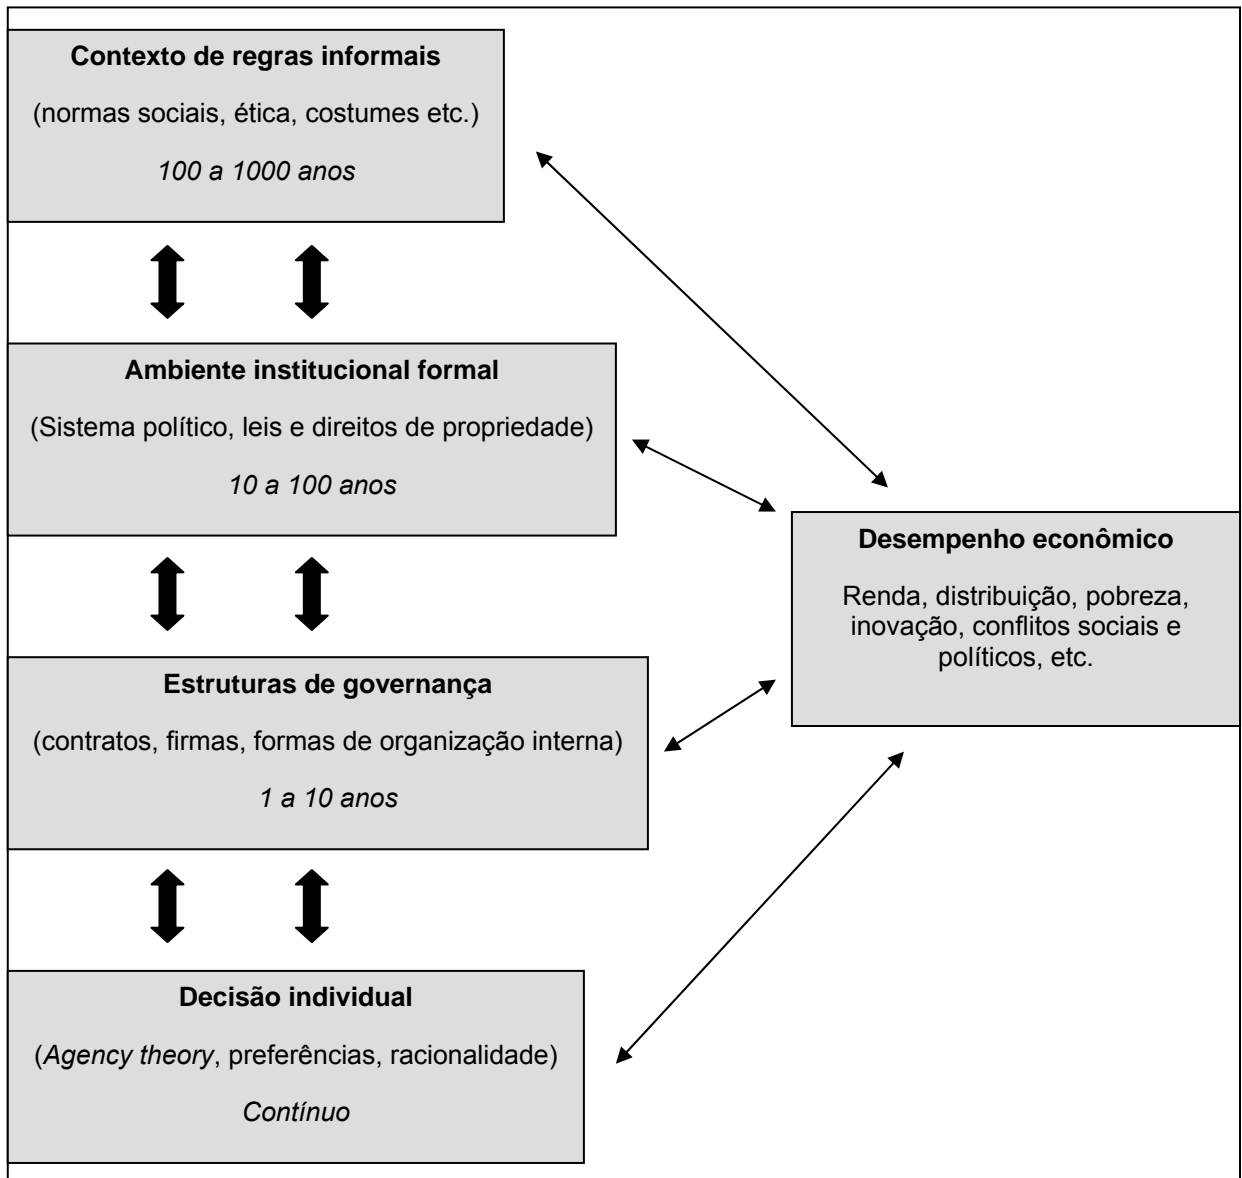 Contexto de regras informais
(normas sociais, ética, costumes etc.)
100 a 1000 anos
Ambiente institucional formal
(Sistema político, leis e direitos de propriedade)
10 a 100 anos
Desempenho econômico
Renda, distribuição, pobreza,
inovação, conflitos sociais e
políticos, etc.
Estruturas de governança
(contratos, firmas, formas de organização interna)
1 a 10 anos
Decisão individual
(Agency theory, preferências, racionalidade)
Contínuo